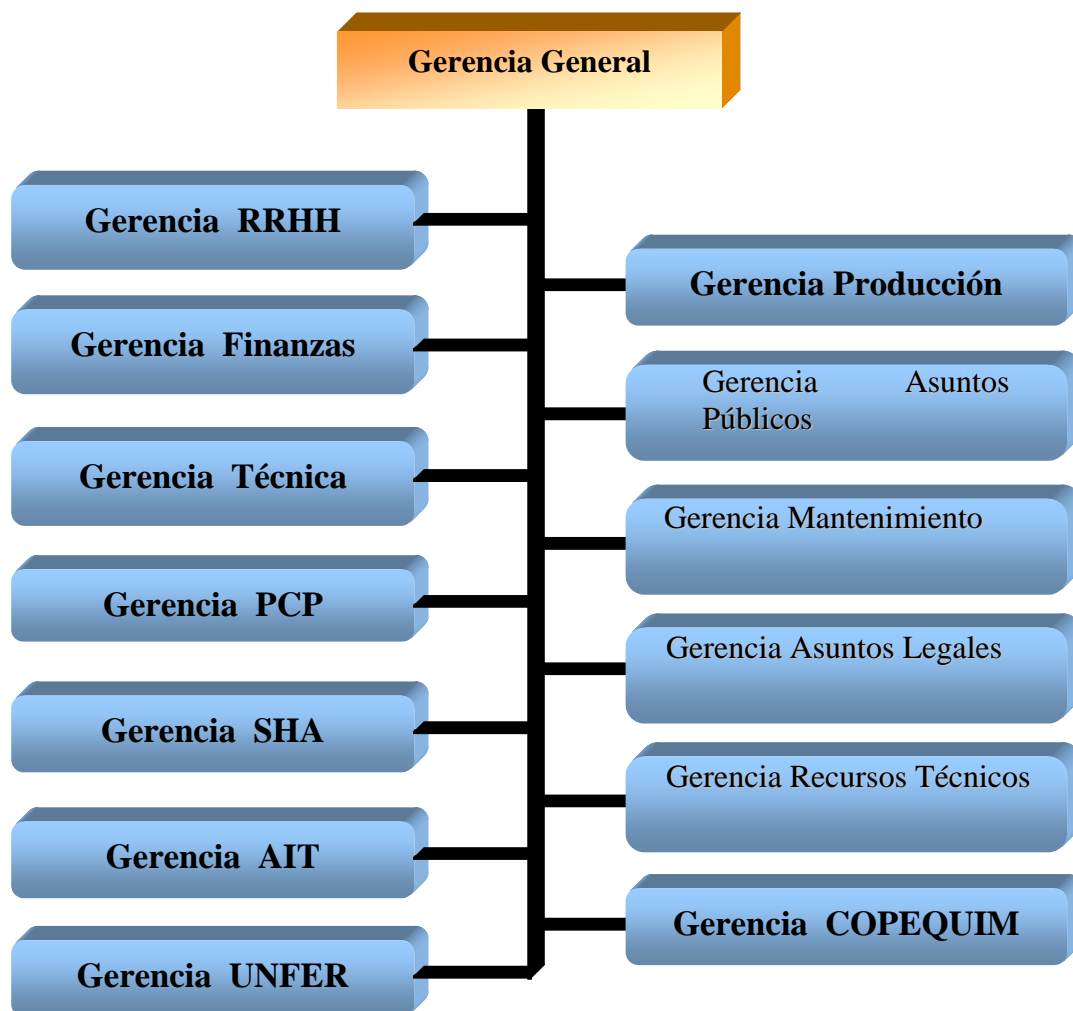 Gerencia General
Gerencia RRHH
Gerencia Finanzas
Gerencia Técnica
Gerencia PCP
Gerencia SHA
Gerencia AIT
Gerencia UNFER
Gerencia Producción
Gerencia Asuntos
Públicos
Gerencia Mantenimiento
Gerencia Asuntos Legales
Gerencia Recursos Técnicos
Gerencia COPEQUIM